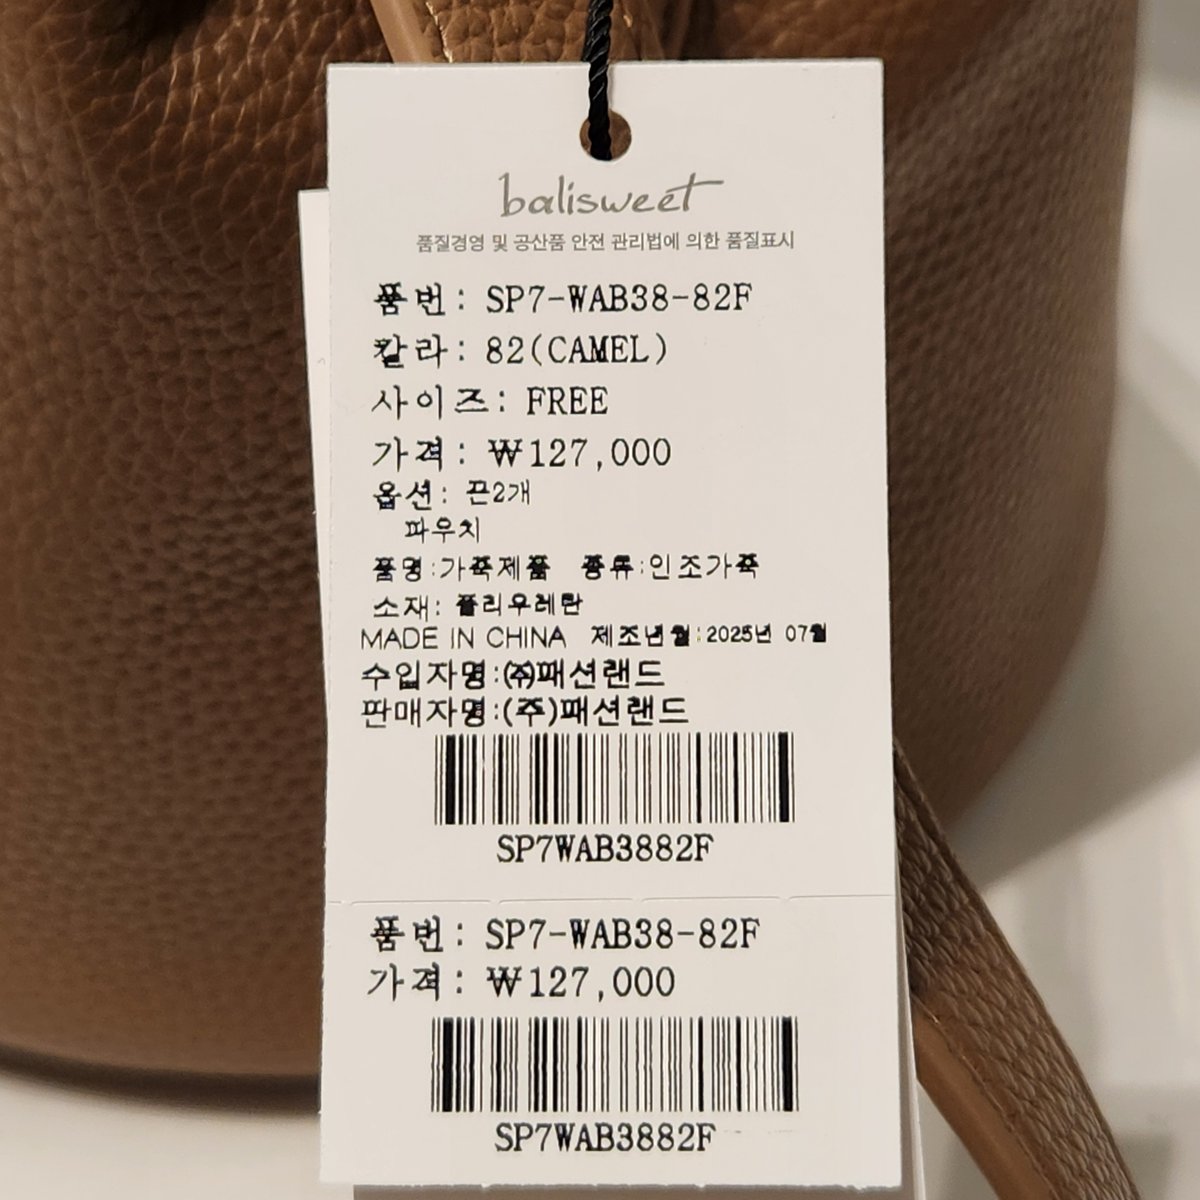 balisweet
품질경영 및 공산품 안전 관리법에 의한 품질표시
품번: SP7-WAB38-82F
칼라: 82(CAMEL)
사이즈: FREE
가격: ₩127,000
옵션: 끈2개
파우치
품명:가죽제품 종류:인조가죽
소재: 폴리우레탄
MADE IN CHINA 제조년월:2025년 07월
수입자명:㈜패션랜드
판매자명:(주)패션랜드
SP7WAB3882F
품번: SP7-WAB38-82F
가격: ₩127,000
SP7WAB3882F